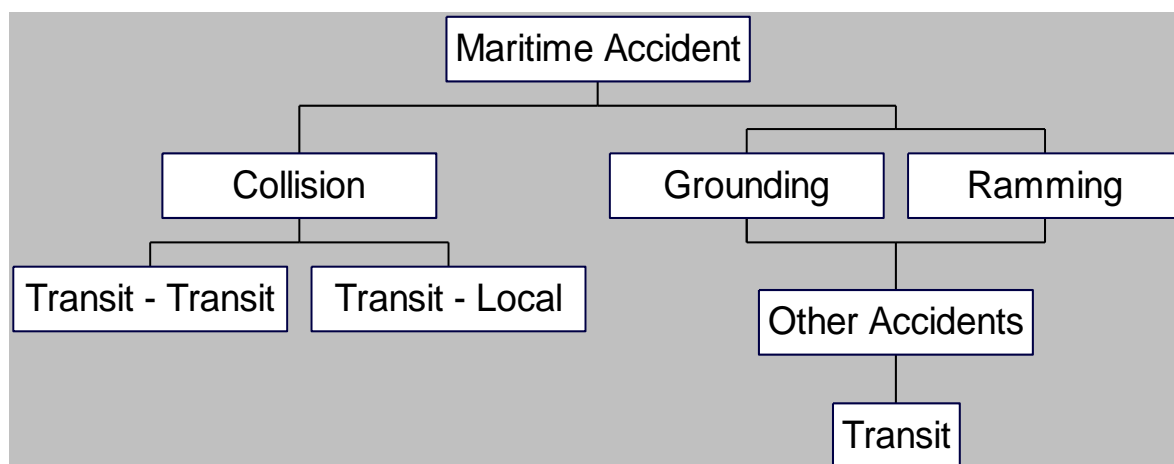 Maritime Accident
Collision
Grounding
Ramming
Transit - Transit
Transit - Local
Other Accidents
Transit